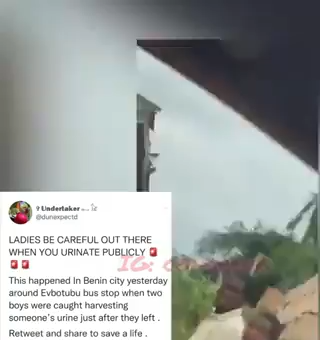 Undertaker
@dunexpectd
LADIES BE CAREFUL OUT THERE
WHEN YOU URINATE PUBLICLY 🚨
🚨🚨
This happened In Benin city yesterday
around Evbotubu bus stop when two
boys were caught harvesting
someone's urine just after they left .
Retweet and share to save a life .
IG: